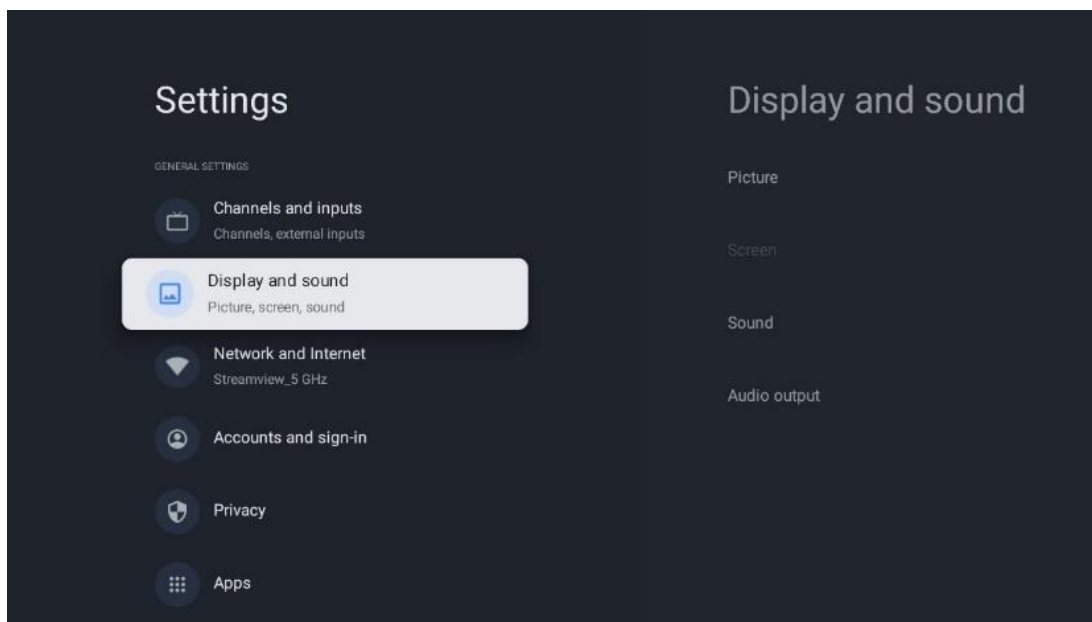 Settings
GENERAL SETTINGS
Channels and inputs
Channels, external inputs
Display and sound
Picture, screen, sound
Network and Internet
Streamview_5 GHz
Accounts and sign-in
Privacy
Apps
Display and sound
Picture
Screen
Sound
Audio output